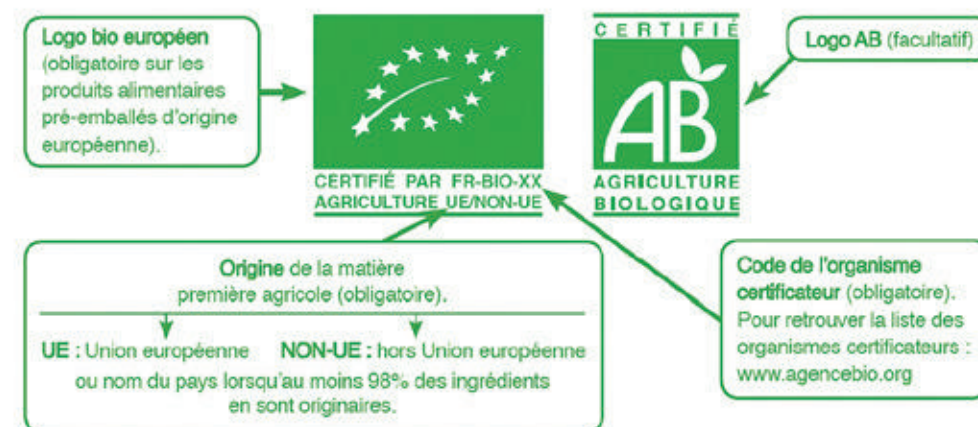 Logo bio européen
(obligatoire sur les
produits alimentaires
pré-emballés d'origine
européenne).
CERTIFIÉ PAR FR-BIO-XX
AGRICULTURE UE/NON-UE
CERTIFIÉ
AB
AGRICULTURE
BIOLOGIQUE
Logo AB (facultatif)
Origine de la matière
première agricole (obligatoire).
UE : Union européenne
NON-UE : hors Union européenne
ou nom du pays lorsqu'au moins 98% des ingrédients
en sont originaires.
Code de l'organisme
certificateur (obligatoire).
Pour retrouver la liste des
organismes certificateurs :
www.agencebio.org